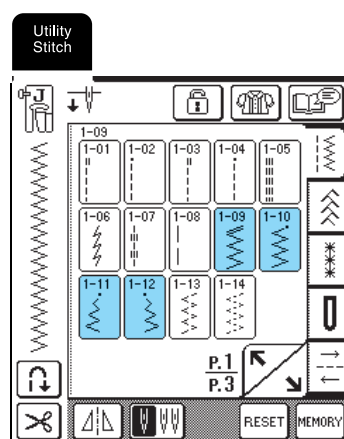 Utility
Stitch
J
1-09
1-01 1-02 1-03 1-04 1-05
1-06 1-07 1-08 1-09 1-10
1-11 1-12 1-13 1-14
P.1
P.3
RESET MEMORY